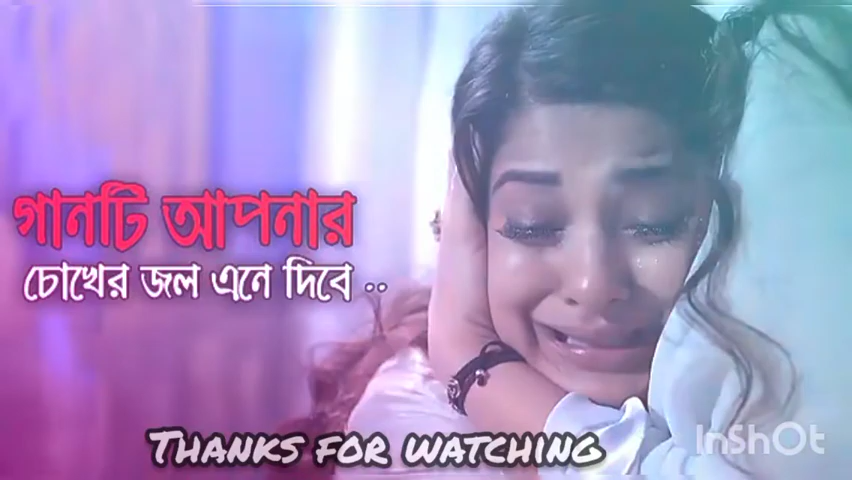 গানটি আপনার
চোখের জল এনে দিবে ..
THANKS FOR WATCHING
InShOt